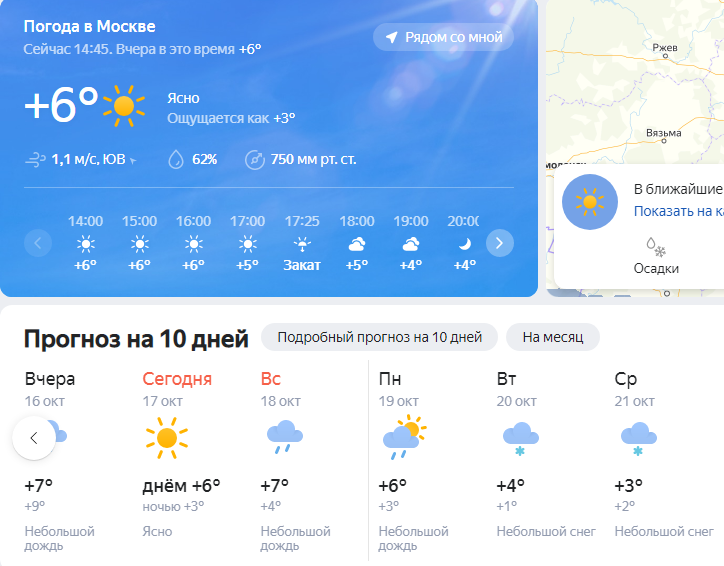 Погода в Москве
Сейчас 14:45. Вчера в это время +6°
Рядом со мной
+6°
Ясно
Ощущается как +3°
1,1 м/с, ЮВ
62%
750 мм рт. ст.
14:00 15:00 16:00 17:00 17:25 18:00 19:00 20:00
+6° +6° +6° +5° Закат +5° +4° +4°
Ржев
Вязьма
В ближайшие
Показать на
Осадки
Прогноз на 10 дней
Подробный прогноз на 10 дней
На месяц
Вчера Сегодня Вс Пн Вт Ср
16 окт 17 окт 18 окт 19 окт 20 окт 21 окт
+7° днём +6° +7° +6° +4° +3°
+9° ночью +3° +4° +3° +1° +2°
Небольшой Ясно Небольшой Небольшой Небольшой снег Небольшой снег
дождь дождь дождь